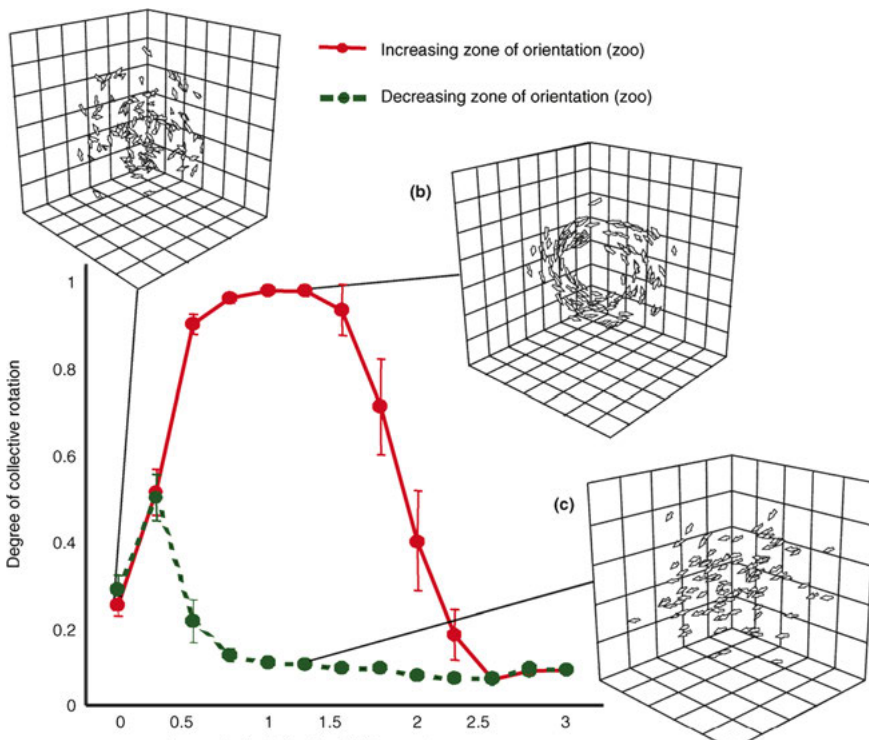 Increasing zone of orientation (zoo)
Decreasing zone of orientation (zoo)
(b)
(c)
Degree of collective rotation
1
0.8
0.6
0.4
0.2
0
0 0.5 1 1.5 2 2.5 3